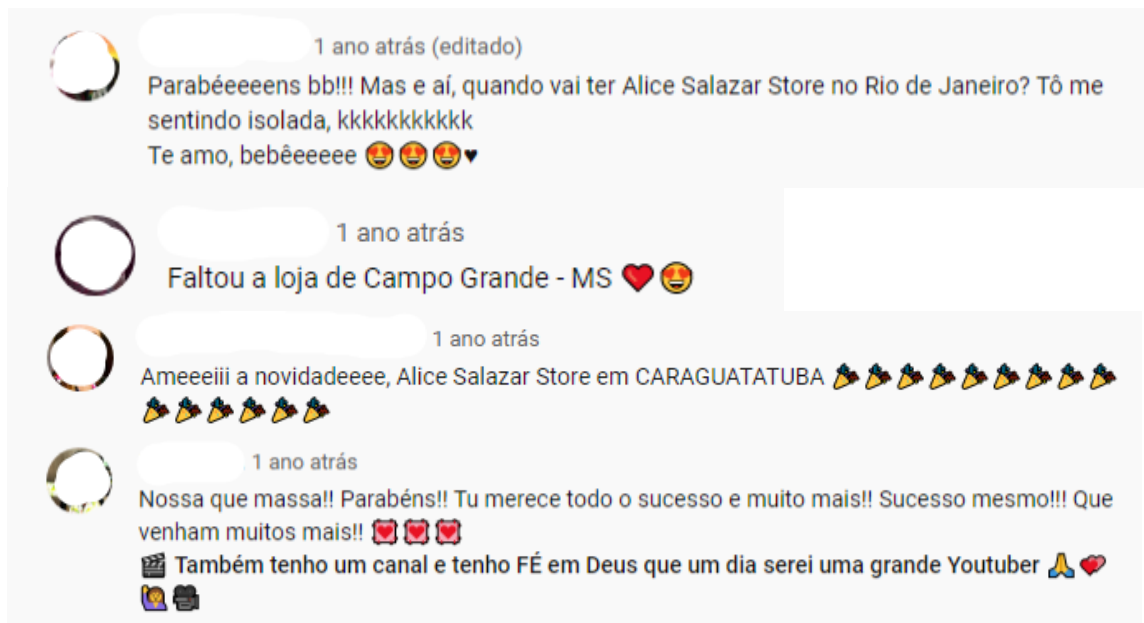 1 ano atrás (editado)
Parabéeeeens bb!!! Mas e aí, quando vai ter Alice Salazar Store no Rio de Janeiro? Tô me
sentindo isolada, kkkkkkkkkkk
Te amo, bebêeeeee 😍😍😍♥
1 ano atrás
Faltou a loja de Campo Grande - MS ❤️😍
1 ano atrás
Ameeeiii a novidadeeee, Alice Salazar Store em CARAGUATATUBA 🎉🎉🎉🎉🎉🎉🎉🎉🎉
🎉🎉🎉🎉🎉🎉
1 ano atrás
Nossa que massa!! Parabéns!! Tu merece todo o sucesso e muito mais!! Sucesso mesmo!!! Que
venham muitos mais!! 💟💟💟
🎬 Também tenho um canal e tenho FÉ em Deus que um dia serei uma grande Youtuber 🙏💕
🙋🎥